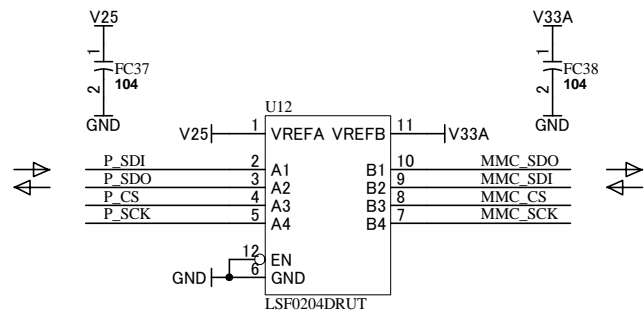 V25
1
FC37
104
2
GND
V33A
1
FC38
104
2
GND
U12
V25 1 VREFA VREFB 11 V33A
P_SDI 2 A1 B1 10 MMC_SDO
P_SDO 3 A2 B2 9 MMC_SDI
P_CS 4 A3 B3 8 MMC_CS
P_SCK 5 A4 B4 7 MMC_SCK
12 EN
GND 6 GND
LSF0204DRUT